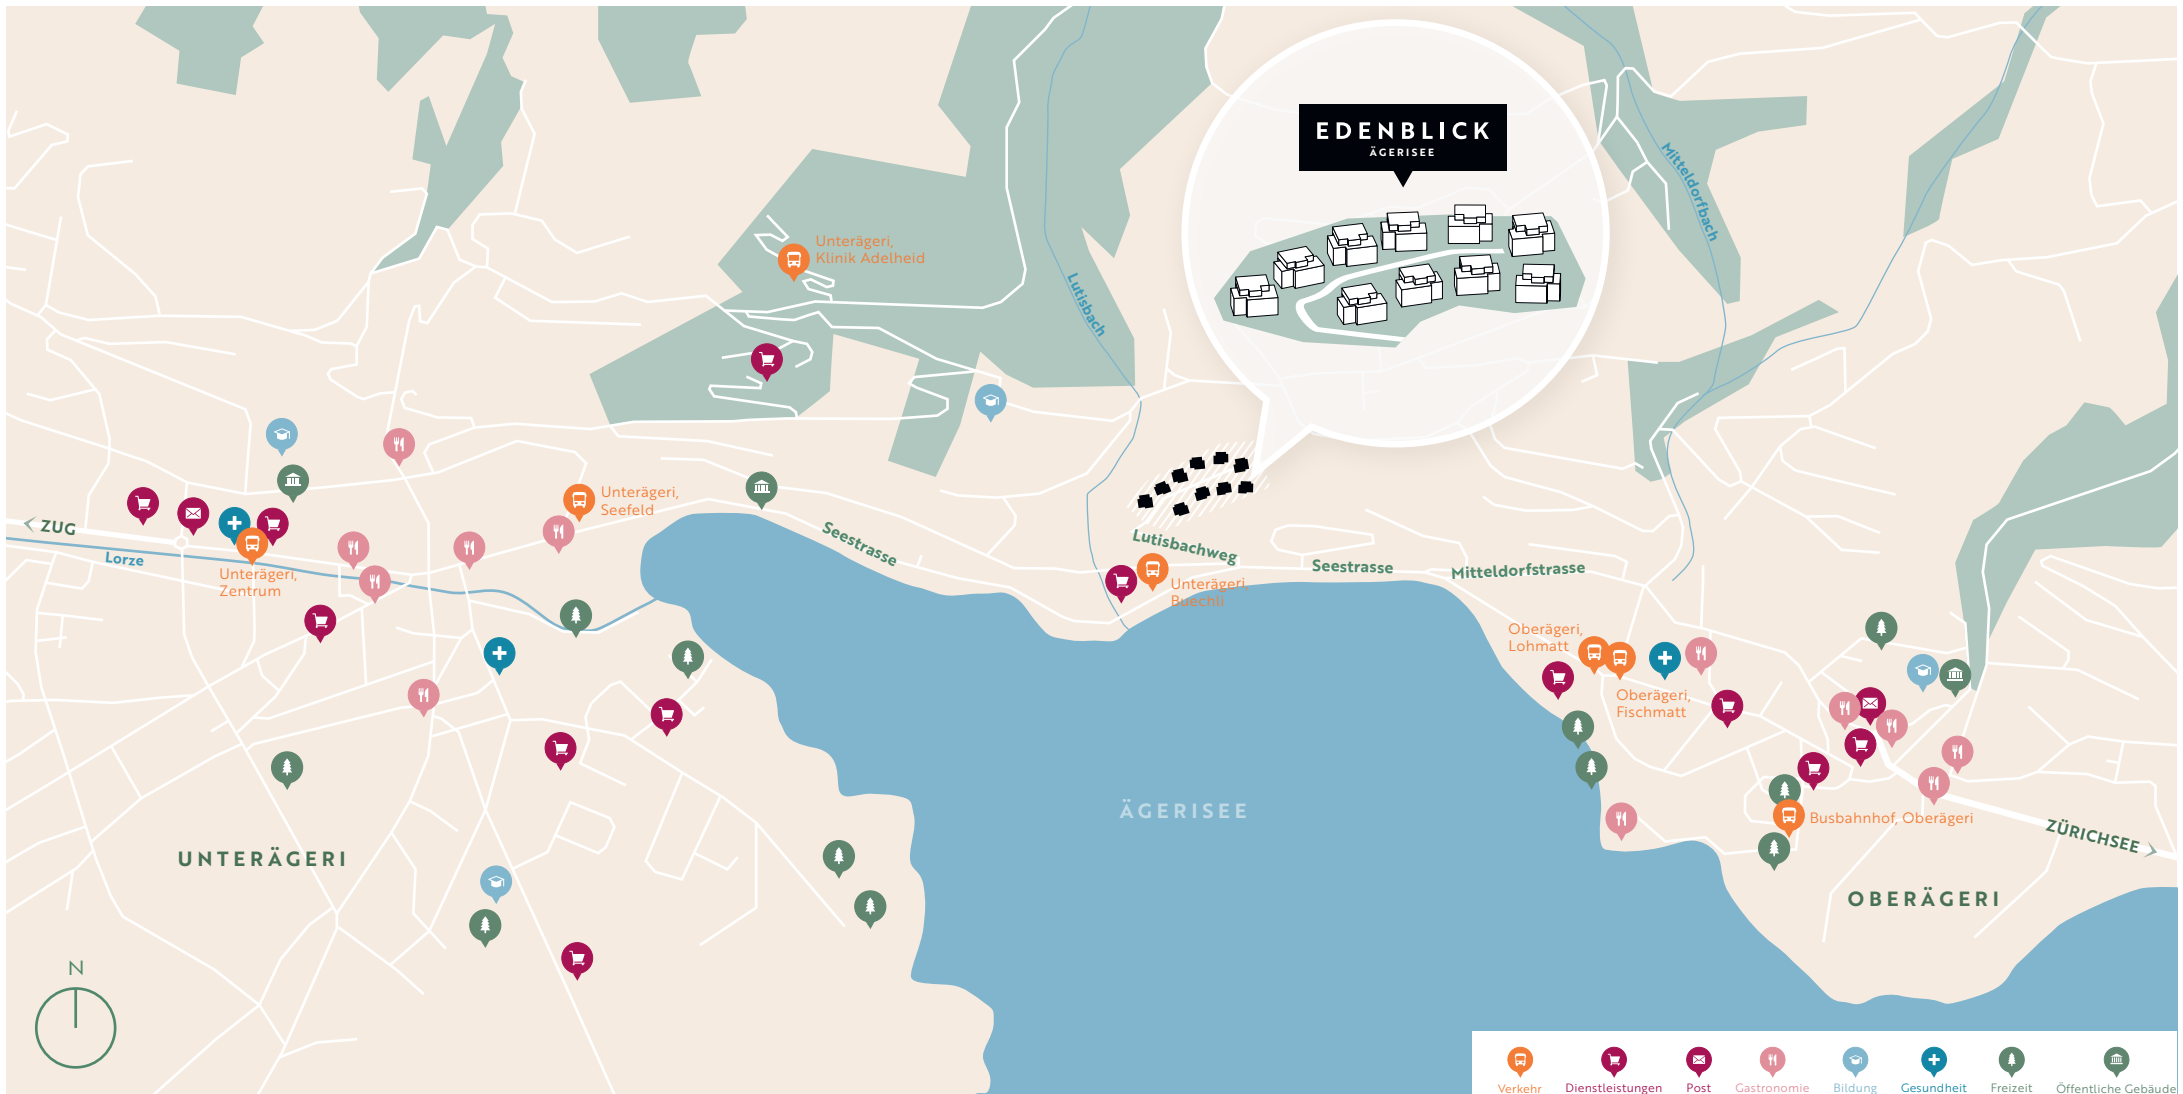 EDENBLICK
ÄGERISEE
Mitteldorfbach
Unterägeri,
Klinik Adelheid
Lutisbach
Unterägeri,
Seefeld
ZUG
Lorze
Seestrasse
Lutisbachweg
Seestrasse
Mitteldorfstrasse
Unterägeri,
Zentrum
Unterägeri,
Buechli
Oberägeri,
Lohmatt
Oberägeri,
Fischmatt
ÄGERISEE
Busbahnhof, Oberägeri
ZÜRICHSEE
UNTERÄGERI
OBERÄGERI
N
Verkehr
Dienstleistungen
Post
Gastronomie
Bildung
Gesundheit
Freizeit
Öffentliche Gebäude